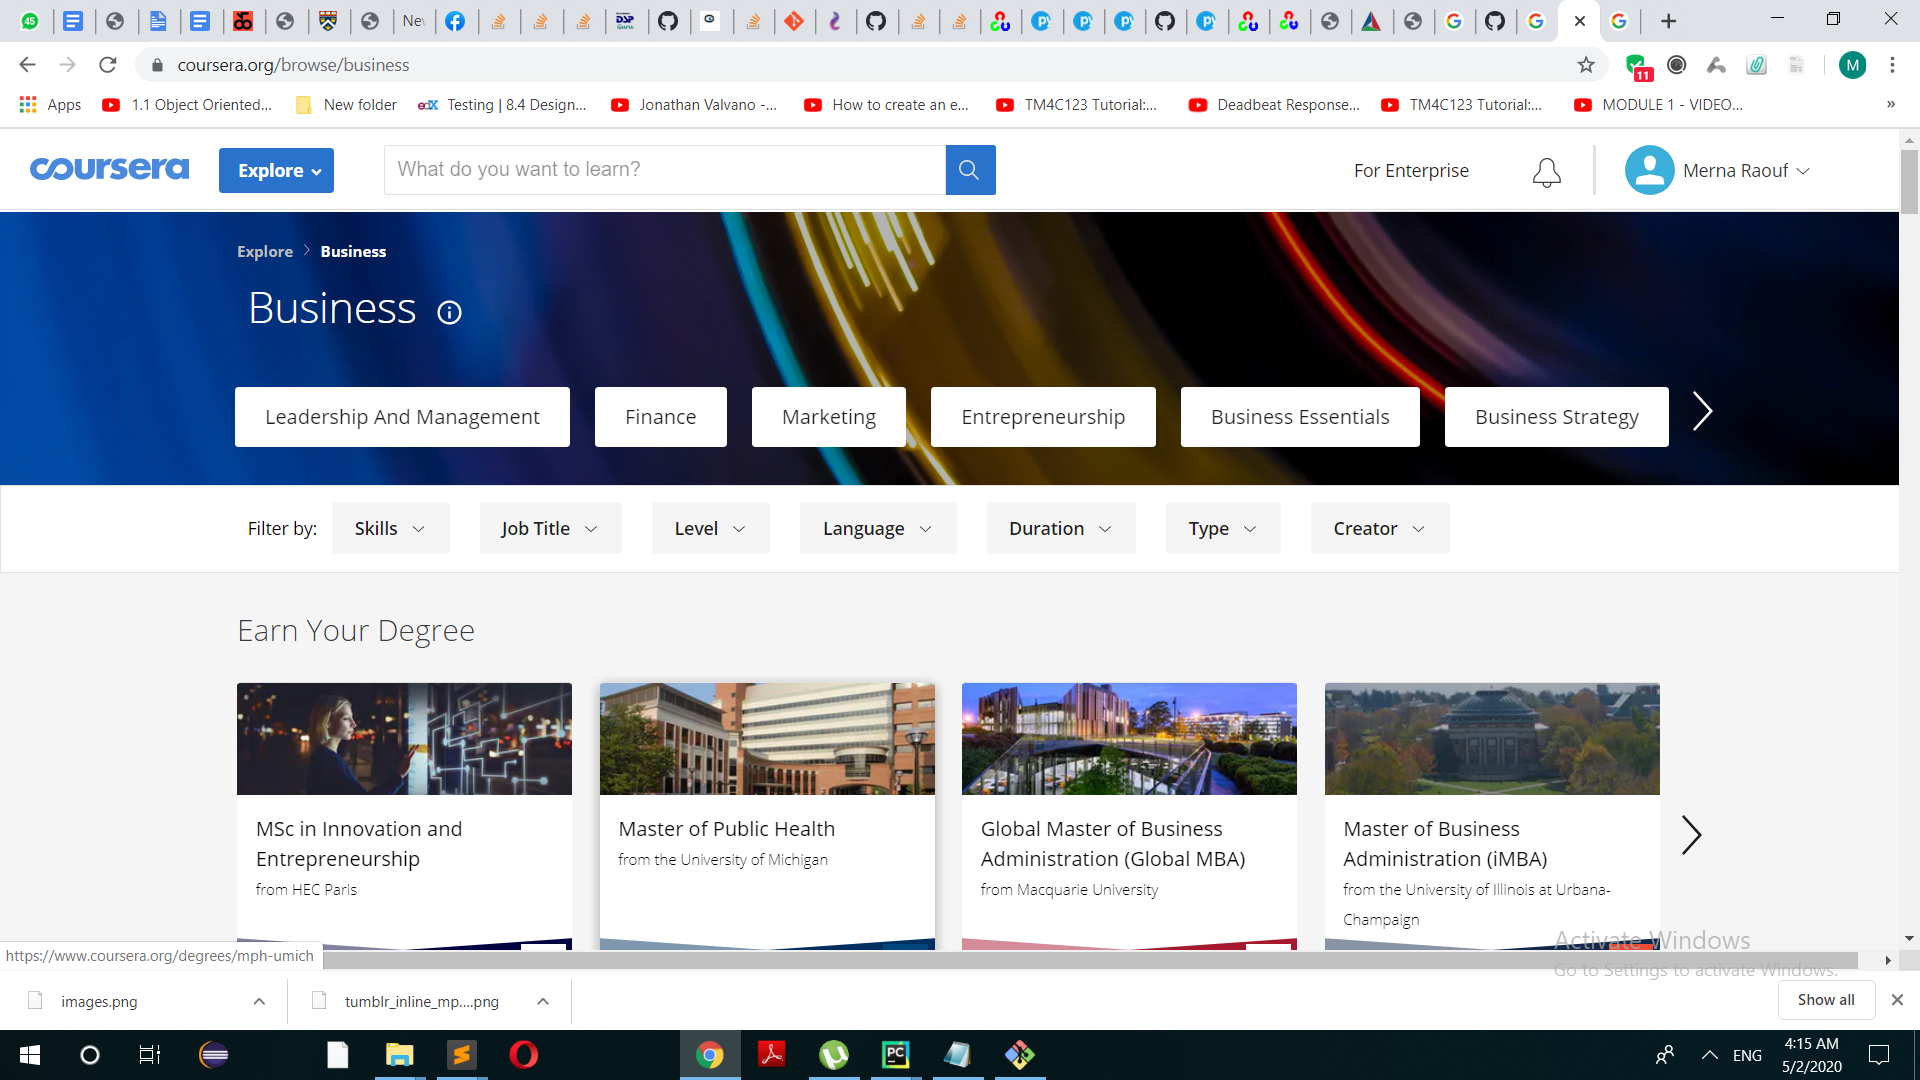 45
New
coursera.org/browse/business
11
M
Apps
1.1 Object Oriented...
New folder
edX
Testing | 8.4 Design...
Jonathan Valvano -...
How to create an e...
TM4C123 Tutorial:...
Deadbeat Response...
TM4C123 Tutorial:...
MODULE 1 - VIDEO...
»
coursera
Explore
What do you want to learn?
For Enterprise
Merna Raouf
Explore > Business
Business
Leadership And Management
Finance
Marketing
Entrepreneurship
Business Essentials
Business Strategy
Filter by:
Skills
Job Title
Level
Language
Duration
Type
Creator
Earn Your Degree
MSc in Innovation and
Entrepreneurship
from HEC Paris
Master of Public Health
from the University of Michigan
Global Master of Business
Administration (Global MBA)
from Macquarie University
Master of Business
Administration (iMBA)
from the University of Illinois at Urbana-
Champaign
Activate Windows
Go to Settings to activate Windows.
https://www.coursera.org/degrees/mph-umich
images.png
tumblr_inline_mp....png
Show all
PC
ENG
4:15 AM
5/2/2020